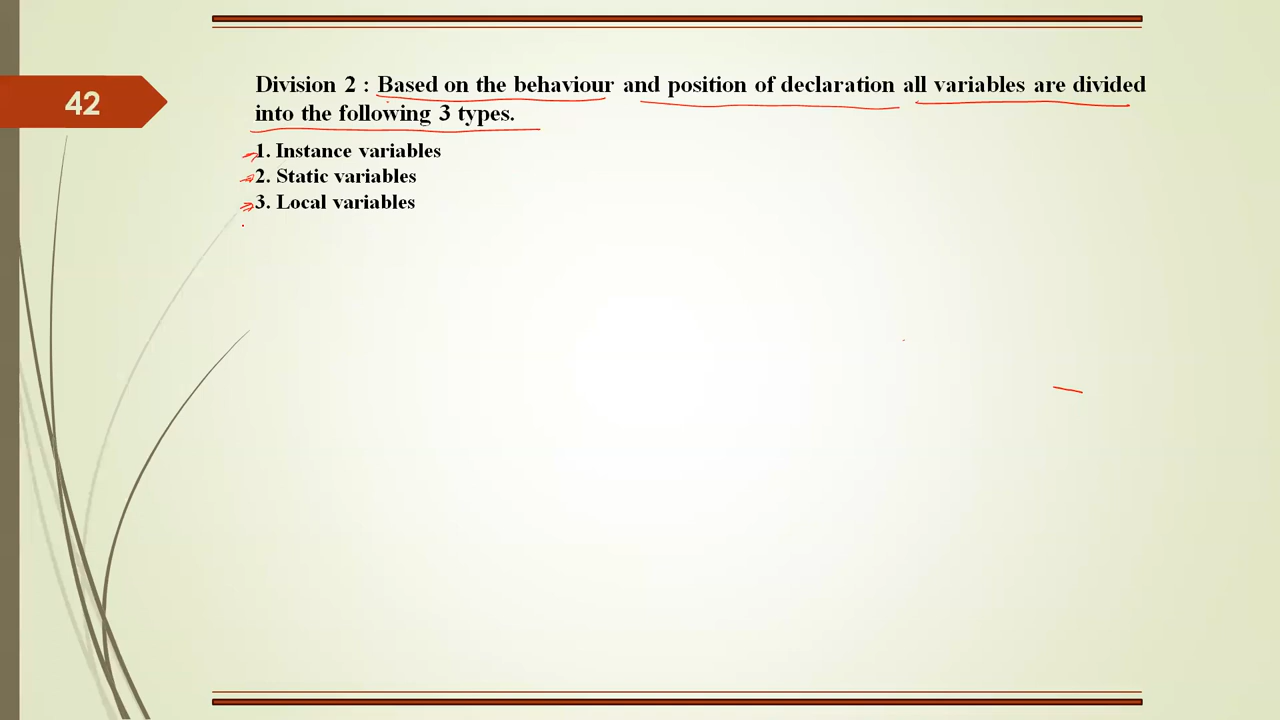 42
Division 2 : Based on the behaviour and position of declaration all variables are divided
into the following 3 types.
1. Instance variables
2. Static variables
3. Local variables